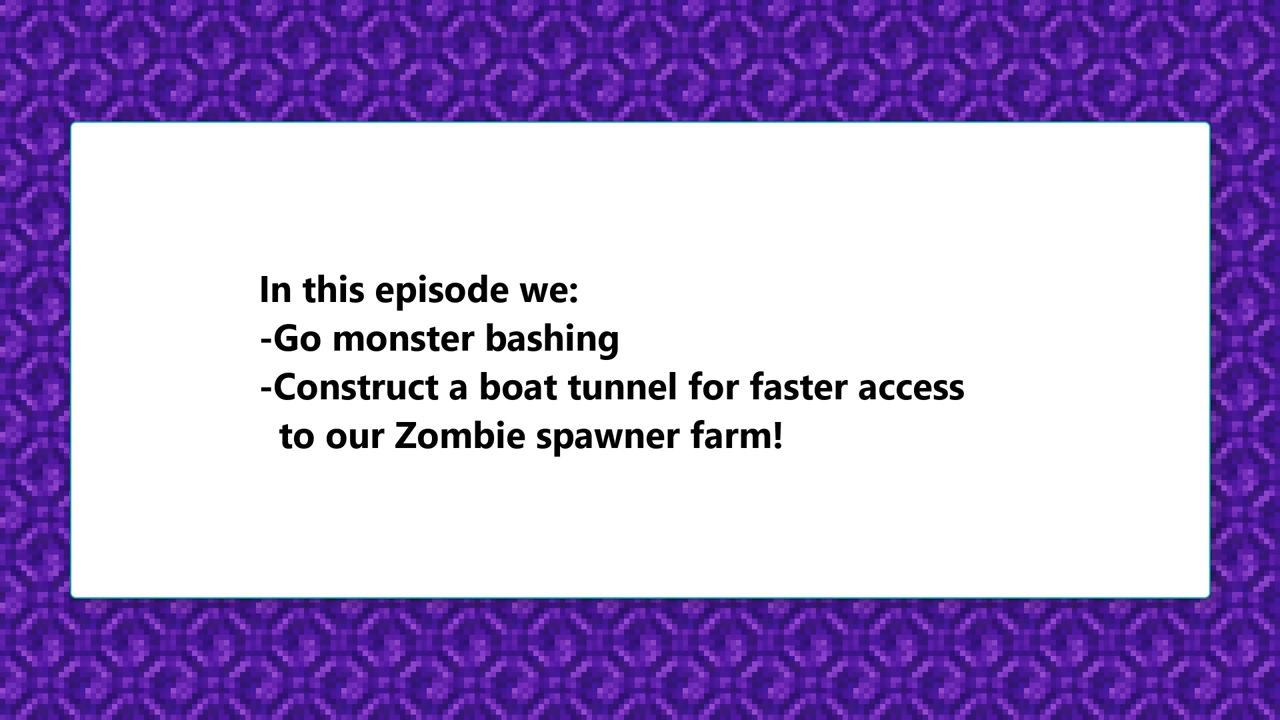 In this episode we:
-Go monster bashing
-Construct a boat tunnel for faster access
to our Zombie spawner farm!